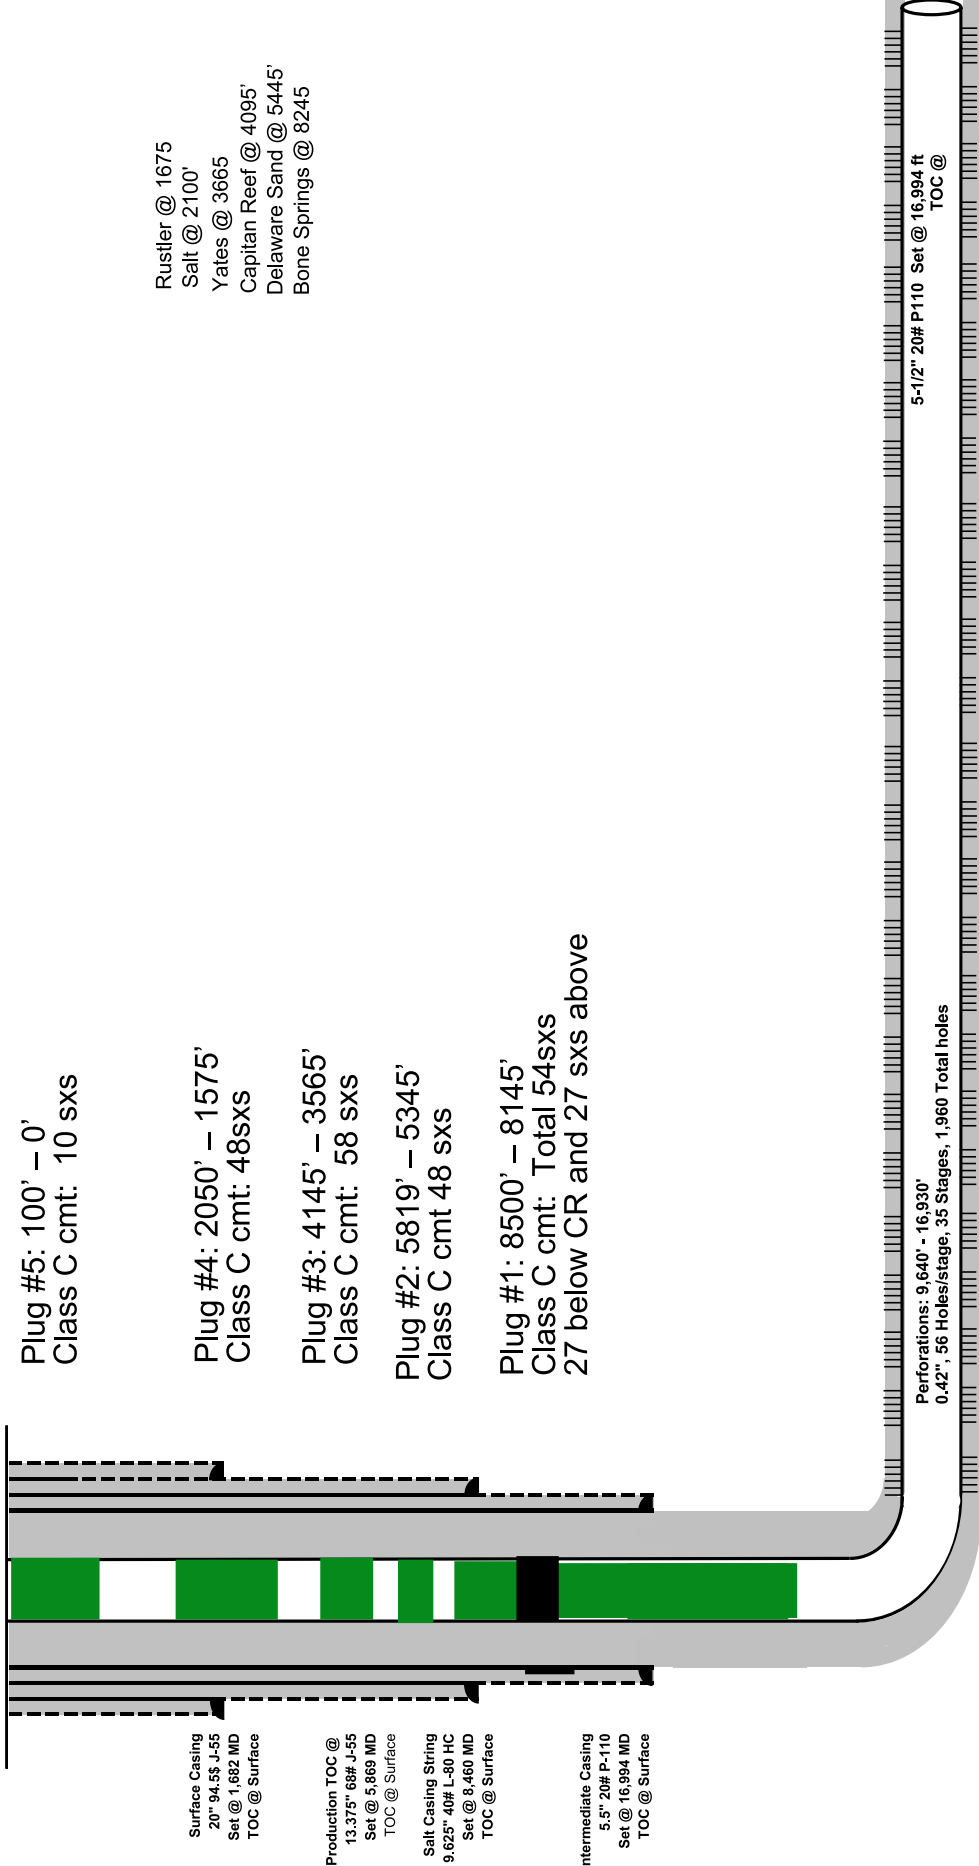 Rustler @ 1675
Salt @ 2100'
Yates @ 3665
Capitan Reef @ 4095’
Delaware Sand @ 5445’
Bone Springs @ 8245
Plug #5: 100’ – 0’
Class C cmt:  10 sxs
Plug #4: 2050’ – 1575’
Class C cmt: 48sxs
Plug #3: 4145’ – 3565’
Class C cmt:  58 sxs
Plug #2: 5819’ – 5345’
Class C cmt 48 sxs
Plug #1: 8500’ – 8145’
Class C cmt:  Total 54sxs
27 below CR and 27 sxs above
Surface Casing
20" 94.5$ J-55
Set @ 1,682 MD
TOC @ Surface
Production TOC @
13.375" 68# J-55
Set @ 5,869 MD
TOC @ Surface
Salt Casing String
9.625" 40# L-80 HC
Set @ 8,460 MD
TOC @ Surface
ntermediate Casing
5.5" 20# P-110
Set @ 16,994 MD
TOC @ Surface
Perforations: 9,640' - 16,930'
0.42", 56 Holes/stage, 35 Stages, 1,960 Total holes
5-1/2" 20# P110  Set @ 16,994 ft
TOC @